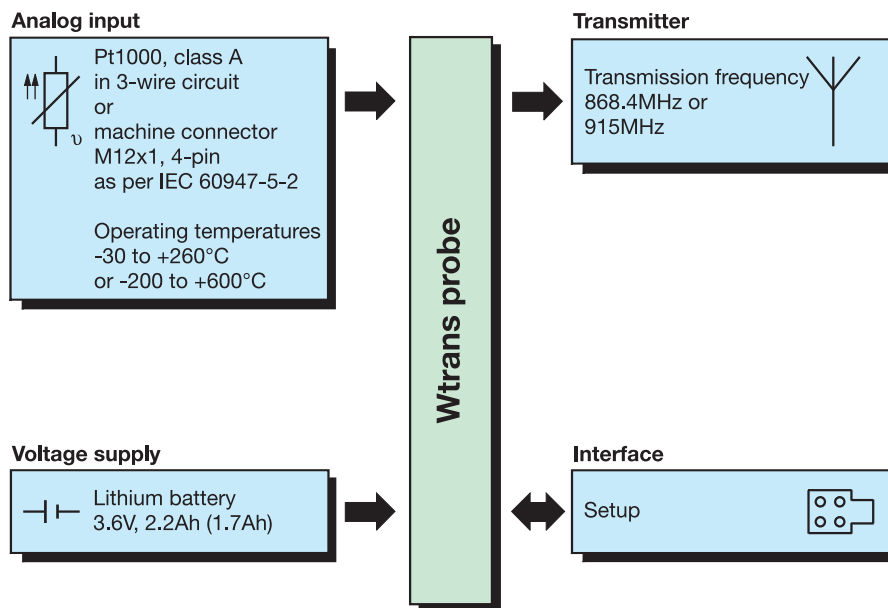 Analog input
Pt1000, class A
in 3-wire circuit
or
machine connector
M12x1, 4-pin
as per IEC 60947-5-2
Operating temperatures
-30 to +260°C
or -200 to +600°C
υ
Voltage supply
Lithium battery
3.6V, 2.2Ah (1.7Ah)
Wtrans probe
Transmitter
Transmission frequency
868.4MHz or
915MHz
Interface
Setup